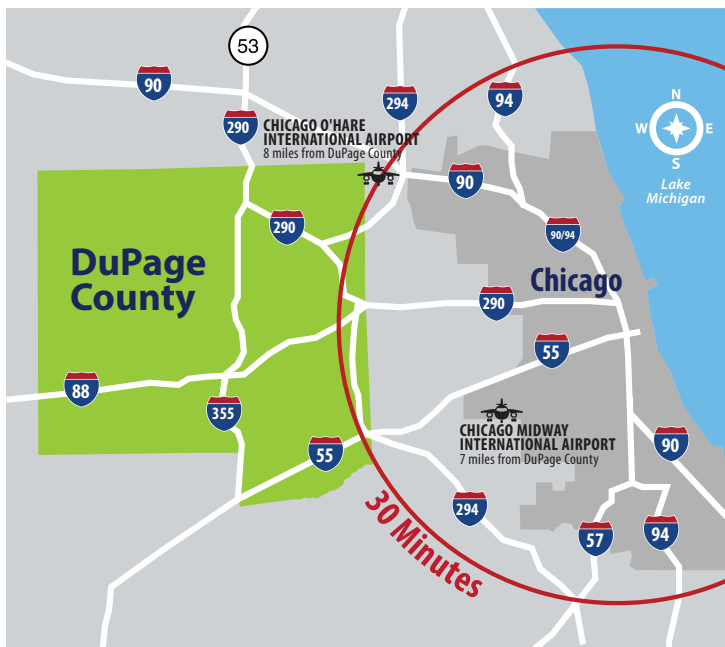 53
90
290
294
94
CHICAGO O'HARE
INTERNATIONAL AIRPORT
8 miles from DuPage County
N
W E
S
Lake
Michigan
90
290
90/94
DuPage
County
Chicago
290
55
88
355
CHICAGO MIDWAY
INTERNATIONAL AIRPORT
7 miles from DuPage County
55
90
30 Minutes
294
57
94